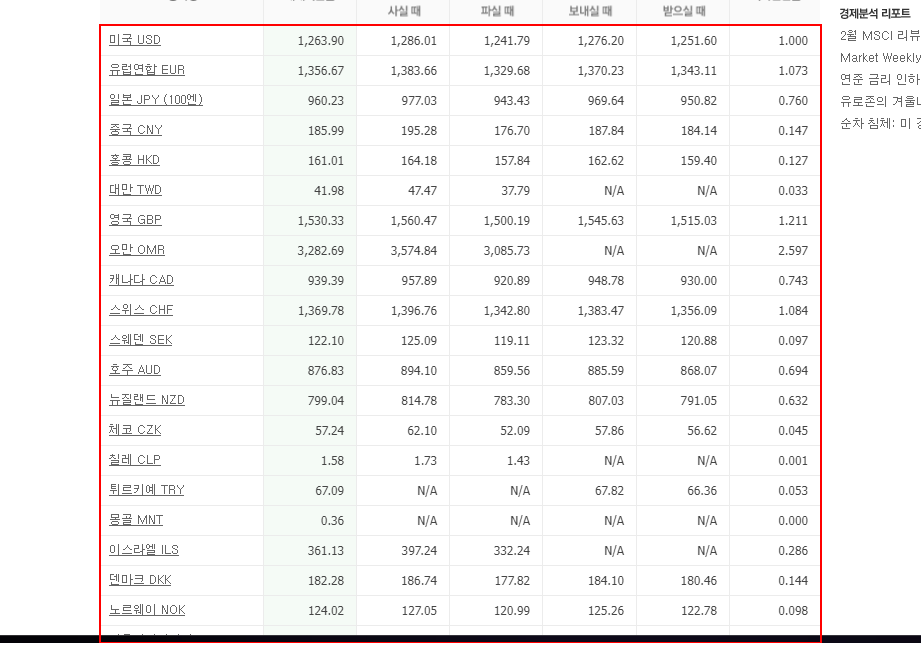 사실 때 파실 때 보내실 때 받으실 때
미국 USD 1,263.90 1,286.01 1,241.79 1,276.20 1,251.60 1.000
유럽연합 EUR 1,356.67 1,383.66 1,329.68 1,370.23 1,343.11 1.073
일본 JPY (100엔) 960.23 977.03 943.43 969.64 950.82 0.760
중국 CNY 185.99 195.28 176.70 187.84 184.14 0.147
홍콩 HKD 161.01 164.18 157.84 162.62 159.40 0.127
대만 TWD 41.98 47.47 37.79 N/A N/A 0.033
영국 GBP 1,530.33 1,560.47 1,500.19 1,545.63 1,515.03 1.211
오만 OMR 3,282.69 3,574.84 3,085.73 N/A N/A 2.597
캐나다 CAD 939.39 957.89 920.89 948.78 930.00 0.743
스위스 CHF 1,369.78 1,396.76 1,342.80 1,383.47 1,356.09 1.084
스웨덴 SEK 122.10 125.09 119.11 123.32 120.88 0.097
호주 AUD 876.83 894.10 859.56 885.59 868.07 0.694
뉴질랜드 NZD 799.04 814.78 783.30 807.03 791.05 0.632
체코 CZK 57.24 62.10 52.09 57.86 56.62 0.045
칠레 CLP 1.58 1.73 1.43 N/A N/A 0.001
튀르키예 TRY 67.09 N/A N/A 67.82 66.36 0.053
몽골 MNT 0.36 N/A N/A N/A N/A 0.000
이스라엘 ILS 361.13 397.24 332.24 N/A N/A 0.286
덴마크 DKK 182.28 186.74 177.82 184.10 180.46 0.144
노르웨이 NOK 124.02 127.05 120.99 125.26 122.78 0.098
경제분석 리포트
2월 MSCI 리뷰
Market Weekly
연준 금리 인하
유로존의 겨울
순차 침체: 미